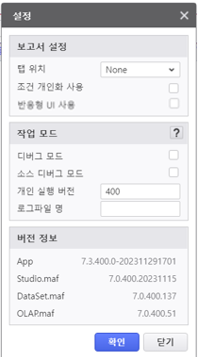 설정
보고서 설정
탭 위치 None
조건 개인화 사용
반응형 UI 사용
작업 모드 ?
디버그 모드
소스 디버그 모드
개인 실행 버전 400
로그파일 명
버전 정보
App 7.3.400.0-202311291701
Studio.maf 7.0.400.20231115
DataSet.maf 7.0.400.137
OLAP.maf 7.0.400.51
확인 닫기